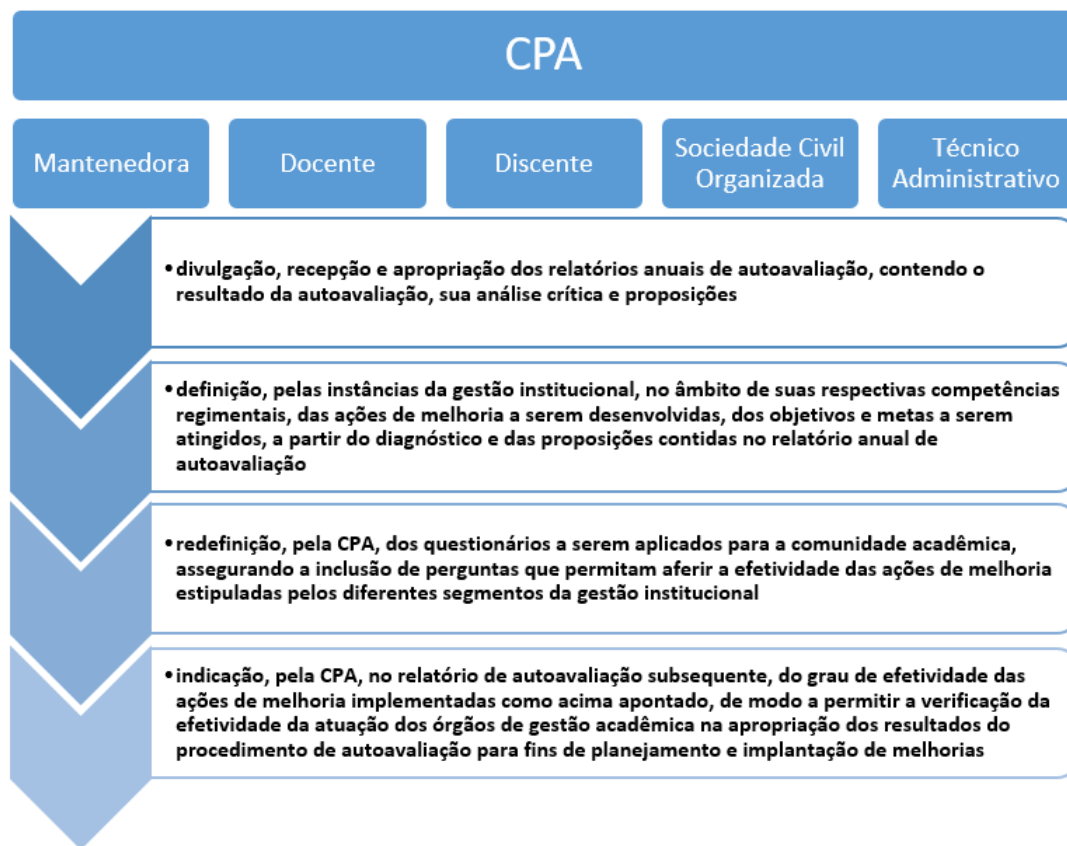 CPA
Mantenedora
Docente
Discente
Sociedade Civil
Organizada
Técnico
Administrativo
•divulgação, recepção e apropriação dos relatórios anuais de autoavaliação, contendo o
resultado da autoavaliação, sua análise crítica e proposições
•definição, pelas instâncias da gestão institucional, no âmbito de suas respectivas competências
regimentais, das ações de melhoria a serem desenvolvidas, dos objetivos e metas a serem
atingidos, a partir do diagnóstico e das proposições contidas no relatório anual de
autoavaliação
•redefinição, pela CPA, dos questionários a serem aplicados para a comunidade acadêmica,
assegurando a inclusão de perguntas que permitam aferir a efetividade das ações de melhoria
estipuladas pelos diferentes segmentos da gestão institucional
•indicação, pela CPA, no relatório de autoavaliação subsequente, do grau de efetividade das
ações de melhoria implementadas como acima apontado, de modo a permitir a verificação da
efetividade da atuação dos órgãos de gestão acadêmica na apropriação dos resultados do
procedimento de autoavaliação para fins de planejamento e implantação de melhorias